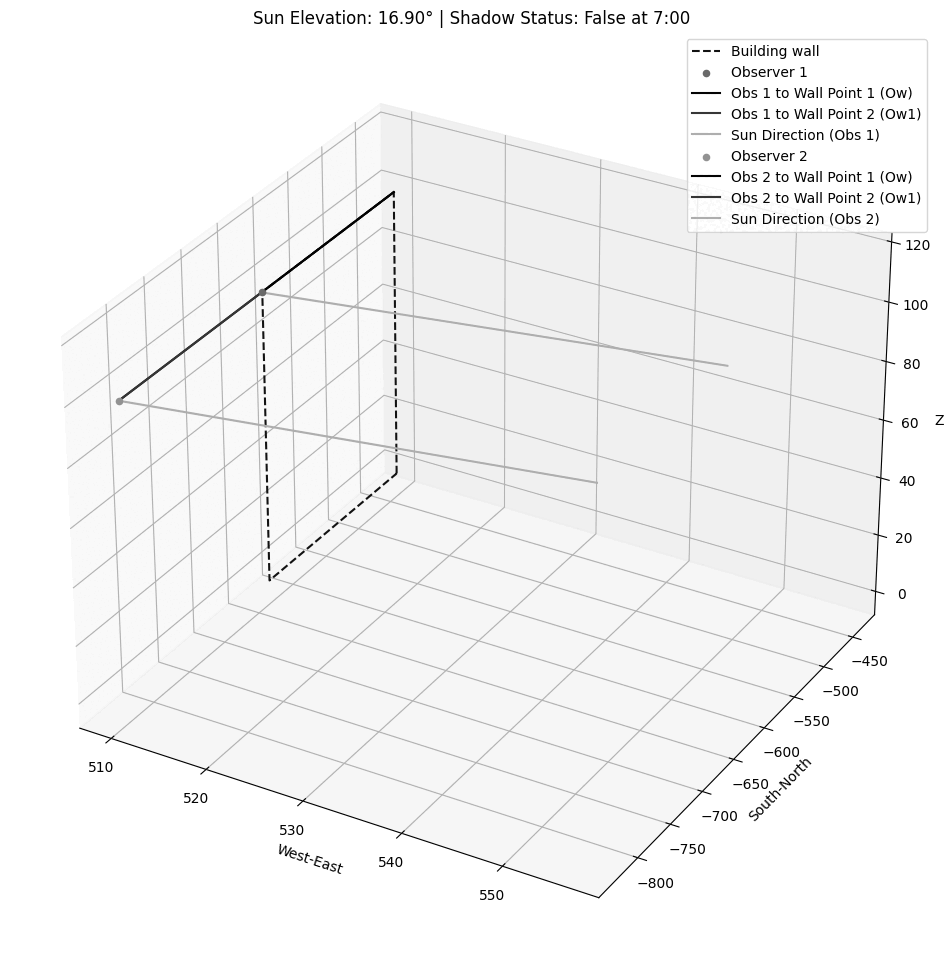 Sun Elevation: 16.90° | Shadow Status: False at 7:00
Building wall
Observer 1
Obs 1 to Wall Point 1 (Ow)
Obs 1 to Wall Point 2 (Ow1)
Sun Direction (Obs 1)
Observer 2
Obs 2 to Wall Point 1 (Ow)
Obs 2 to Wall Point 2 (Ow1)
Sun Direction (Obs 2)
120
100
80
60
40
20
0
Z
−450
−500
−550
−600
−650
−700
−750
−800
South-North
510
520
530
540
550
West-East